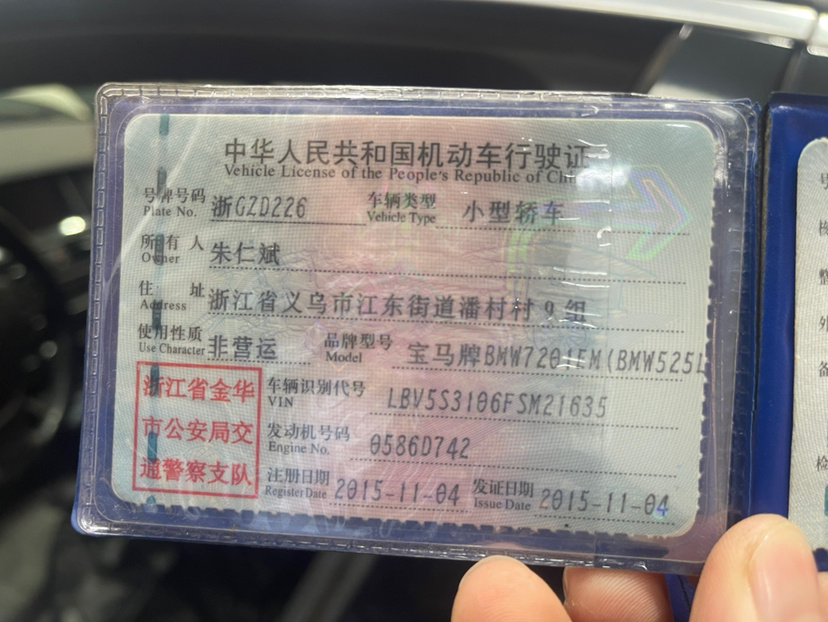 中华人民共和国机动车行驶证
Vehicle License of the People's Republic of Chi
号牌号码 浙GZD226 车辆类型 小型轿车
Plate No. Vehicle Type
所有人 朱仁斌
Owner
住址 浙江省义乌市江东街道潘村村9组
Address
使用性质 非营运 品牌型号 宝马牌BMW7201EM(BMW525L
Use Character Model
浙江省金华
市公安局交
通警察支队
车辆识别代号 LBV5S3106FSM21635
VIN
发动机号码 0586D742
Engine No.
注册日期 2015-11-04 发证日期 2015-11-04
Register Date Issue Date
号
核
整
外
备
检